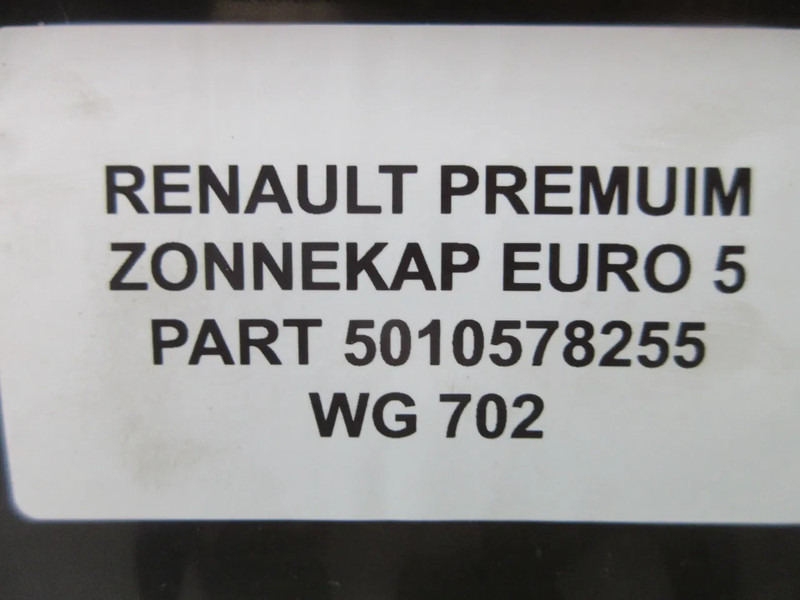 RENAULT PREMUIM
ZONNEKAP EURO 5
PART 5010578255
WG 702